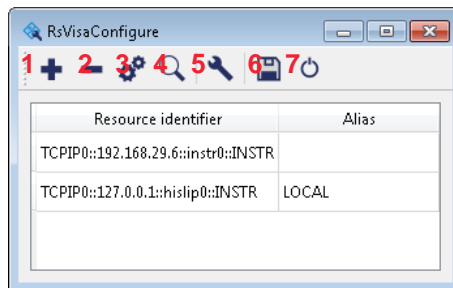 RsVisaConfigure
1 2 3 4 5 6 7
Resource identifier Alias
TCPIP0::192.168.29.6::instr0::INSTR
TCPIP0::127.0.0.1::hislip0::INSTR LOCAL